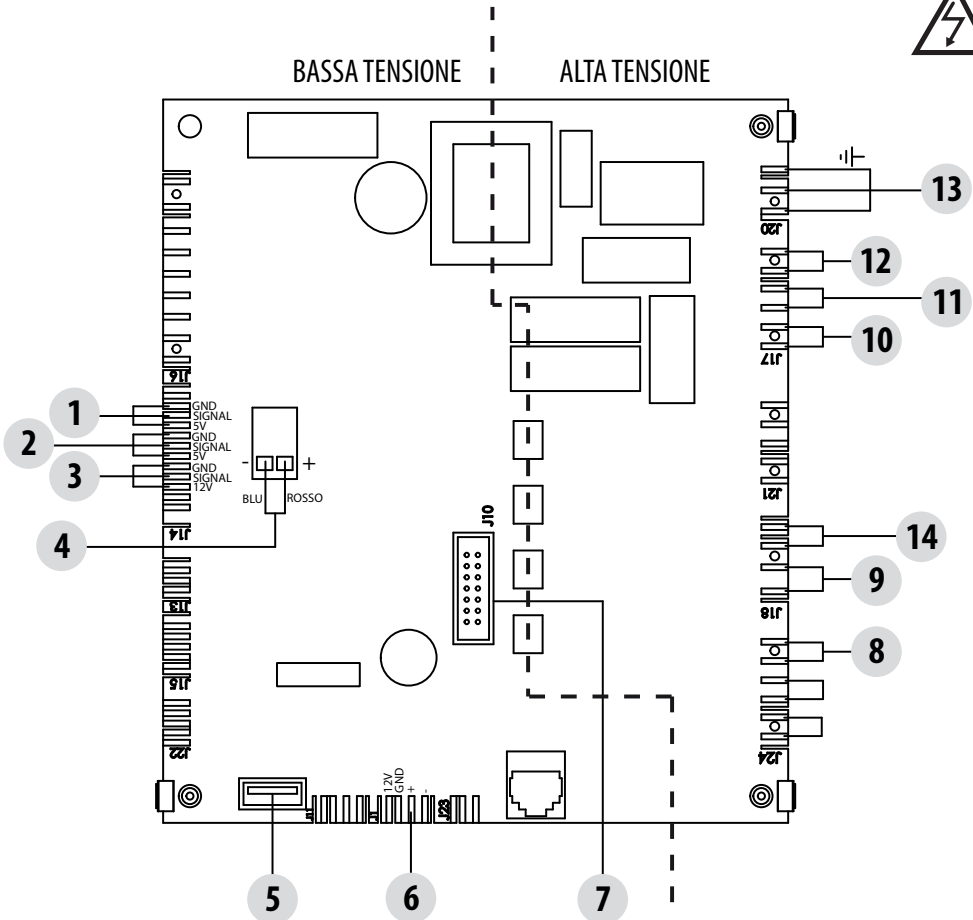 BASSA TENSIONE
ALTA TENSIONE
13
J20
12
11
10
J17
J16
1
GND
SIGNAL
5V
2
GND
SIGNAL
5V
3
GND
SIGNAL
12V
- +
BLU ROSSO
J21
J10
J14
4
14
9
J13
J18
8
J15
J22
J24
12V
GND
+
-
J23
5
6
7